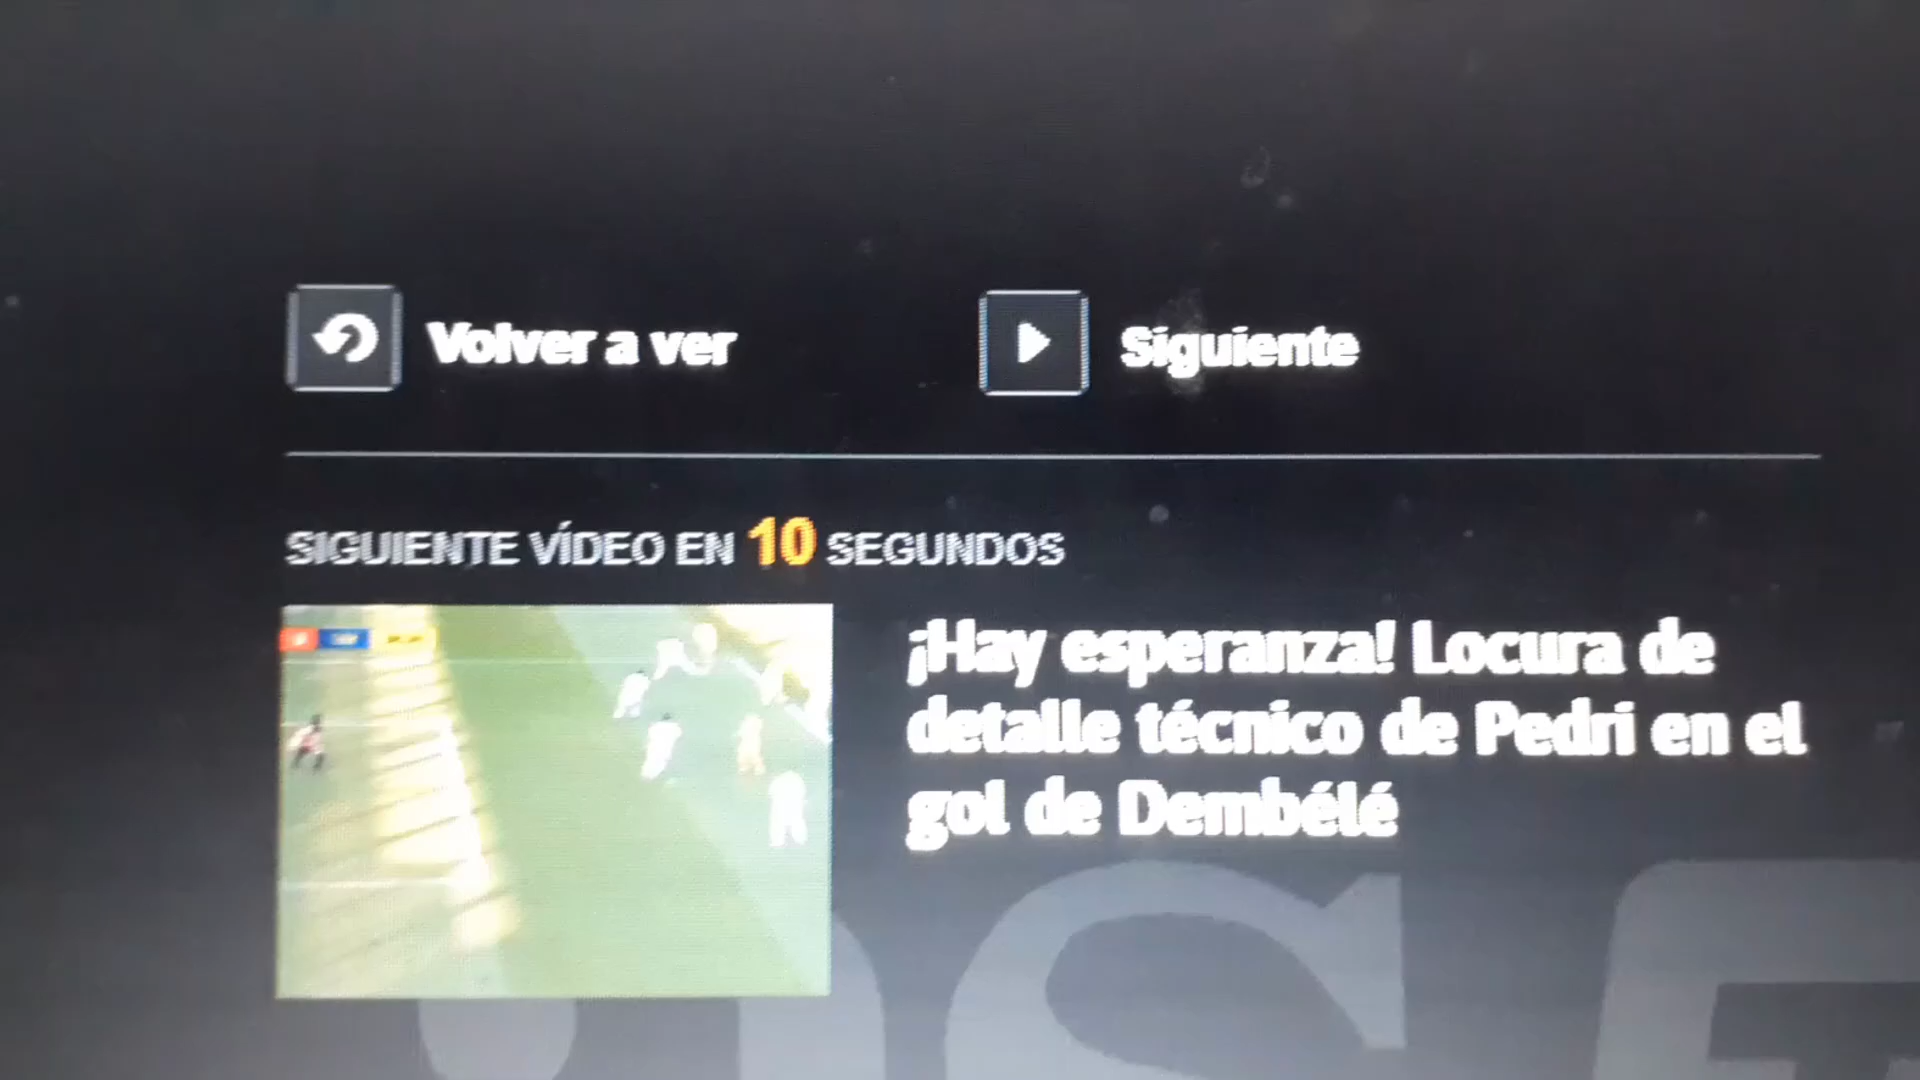 Volver a ver
Siguiente
SIGUIENTE VÍDEO EN 10 SEGUNDOS
¡Hay esperanza! Locura de
detalle técnico de Pedri en el
gol de Dembélé